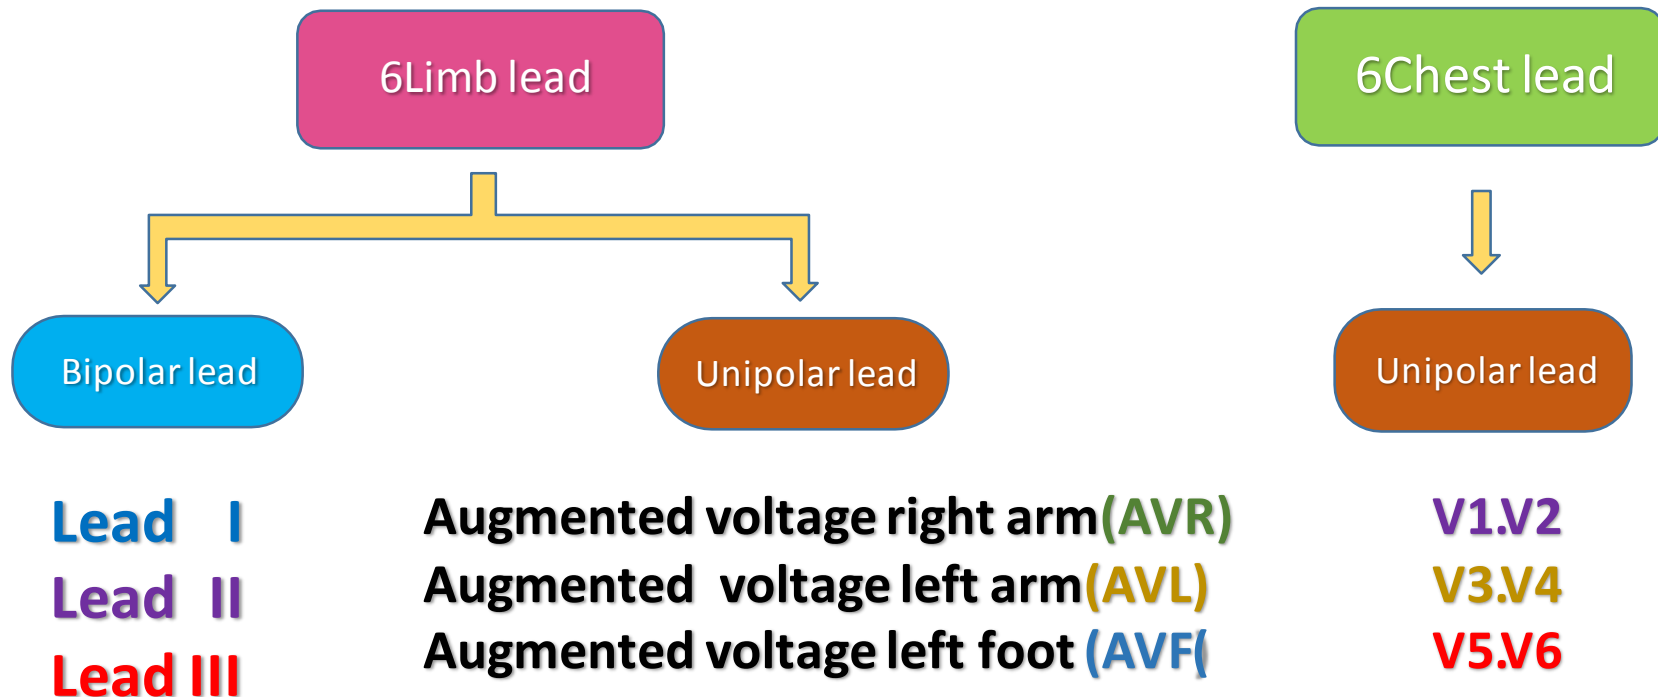 6Limb lead
6Chest lead
Bipolar lead
Unipolar lead
Unipolar lead
Lead I
Lead II
Lead III
Augmented voltage right arm(AVR)
Augmented voltage left arm(AVL)
Augmented voltage left foot (AVF(
V1.V2
V3.V4
V5.V6